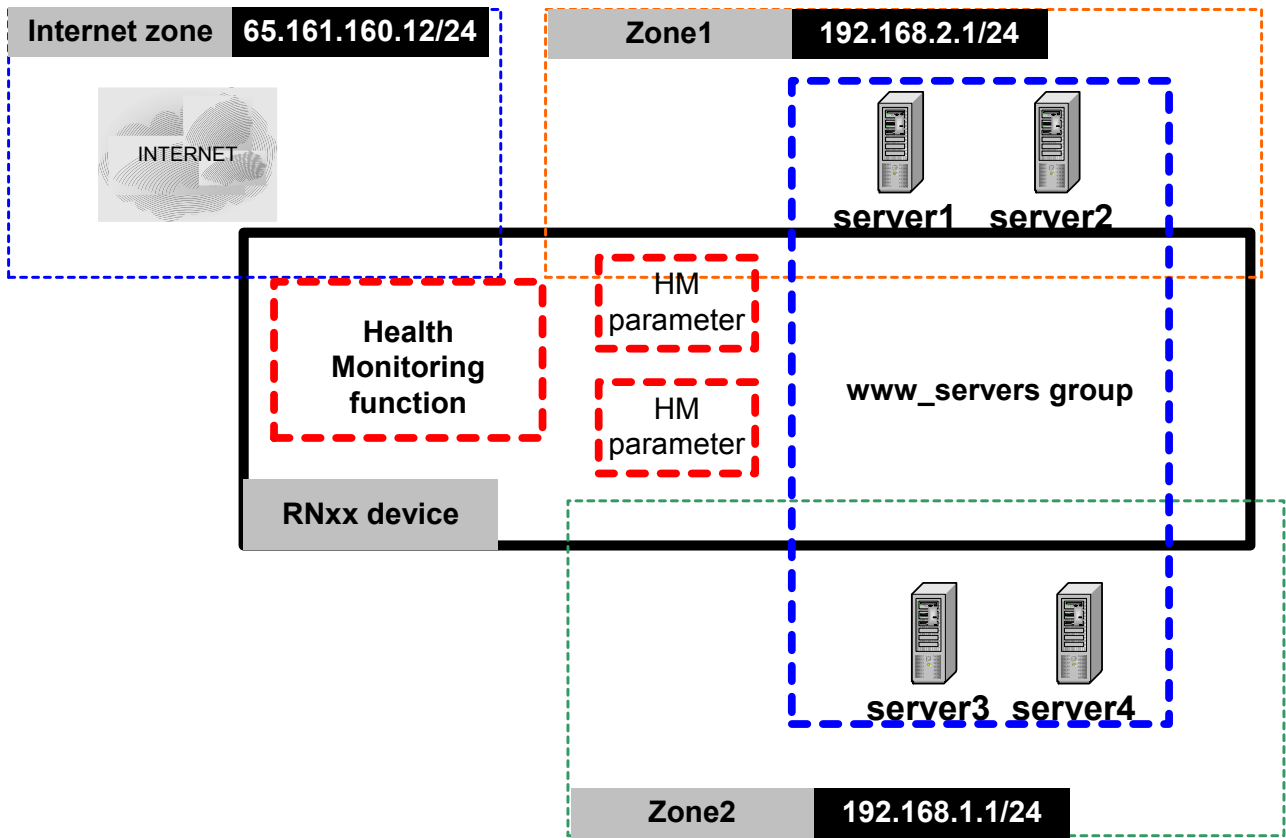 Internet zone 65.161.160.12/24
Zone1 192.168.2.1/24
INTERNET
server1 server2
HM
parameter
Health
Monitoring
function
HM
parameter
www_servers group
RNxx device
server3 server4
Zone2 192.168.1.1/24